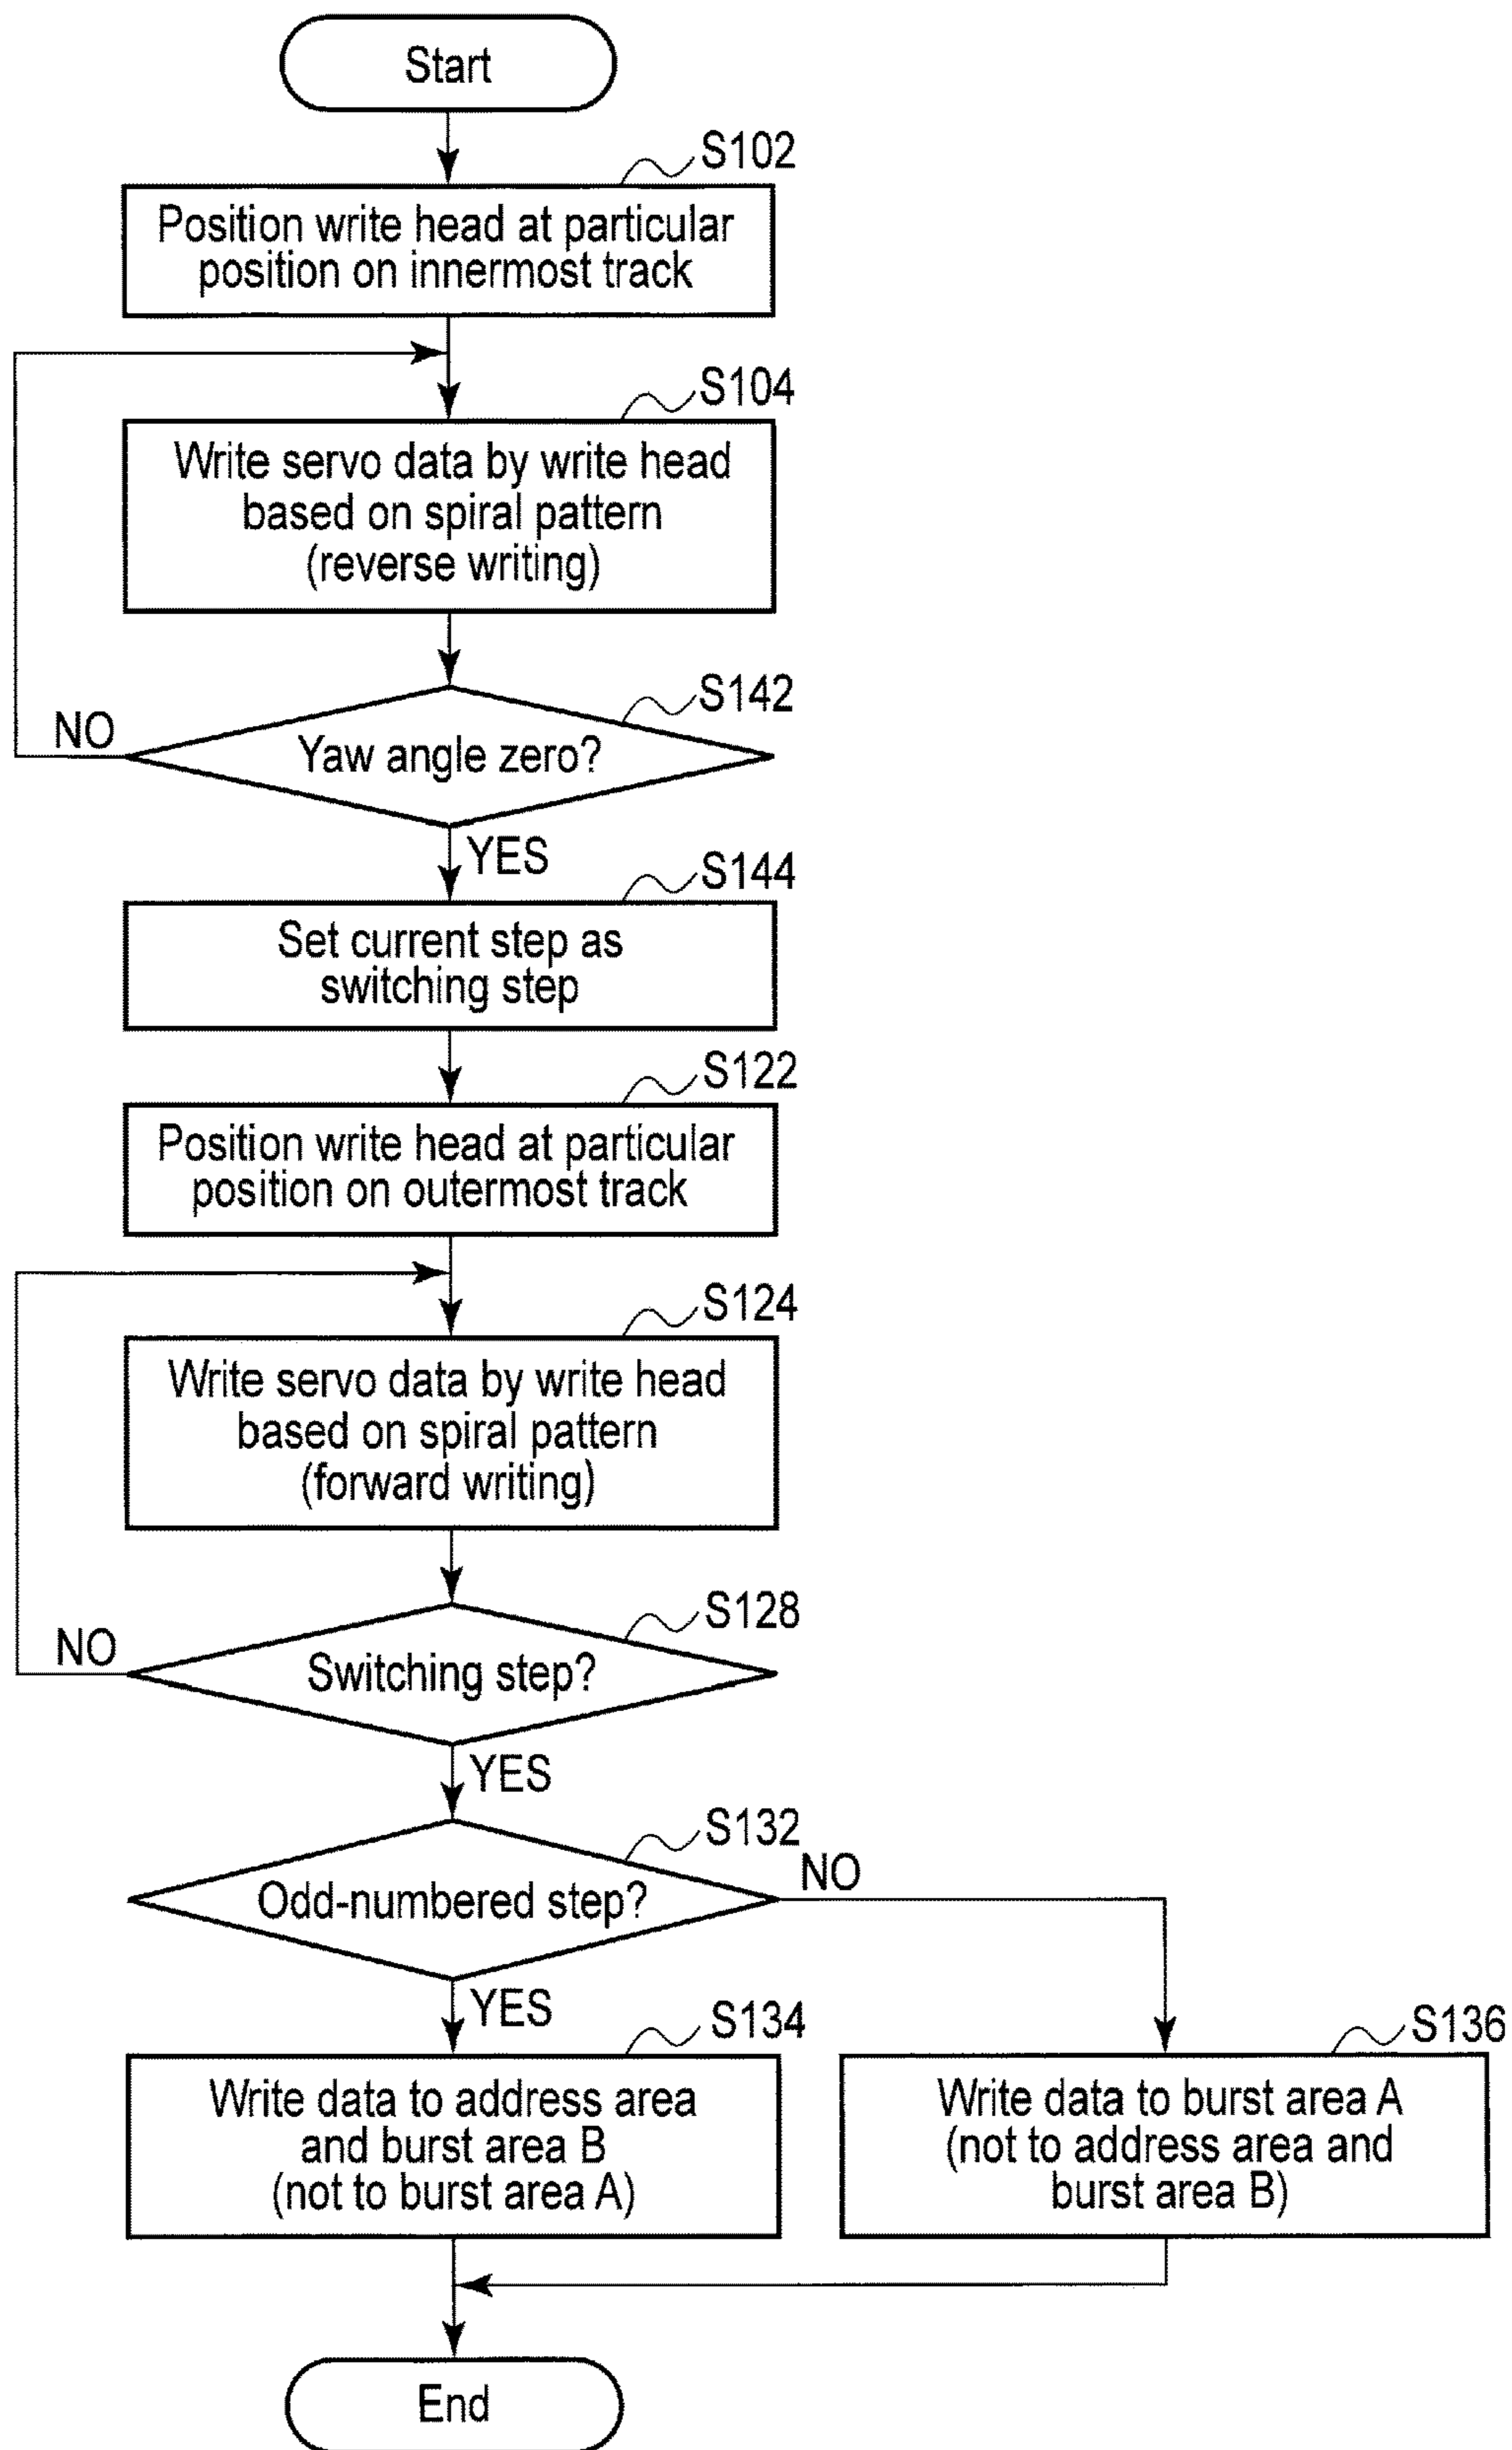 Start
S102
Position write head at particular
position on innermost track
S104
Write servo data by write head
based on spiral pattern
(reverse writing)
S142
NO
Yaw angle zero?
YES
S144
Set current step as
switching step
S122
Position write head at particular
position on outermost track
S124
Write servo data by write head
based on spiral pattern
(forward writing)
S128
NO
Switching step?
YES
S132
NO
Odd-numbered step?
YES
S134
S136
Write data to address area
and burst area B
(not to burst area A)
Write data to burst area A
(not to address area and
burst area B)
End